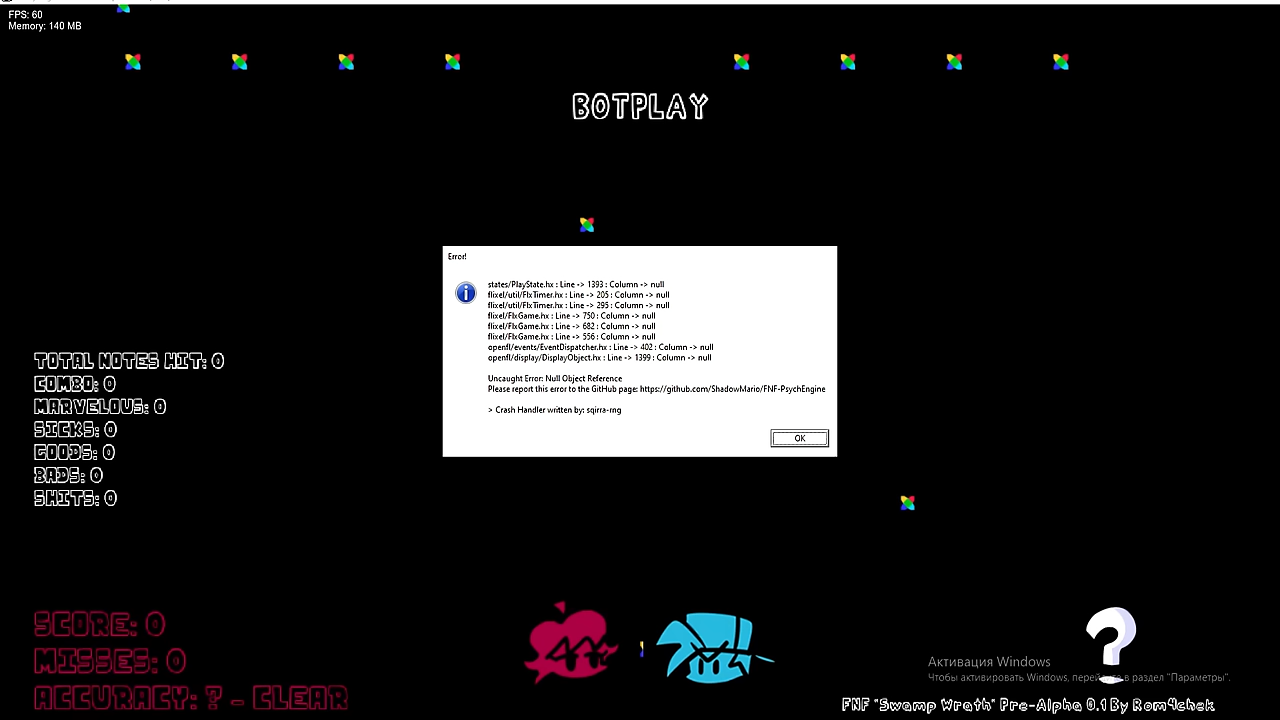 FPS: 60
Memory: 140 MB
BOTPLAY
Error!
states/PlayState.hx : Line -> 1393 : Column -> null
flixel/util/FlxTimer.hx : Line -> 205 : Column -> null
flixel/util/FlxTimer.hx : Line -> 295 : Column -> null
flixel/FlxGame.hx : Line -> 750 : Column -> null
flixel/FlxGame.hx : Line -> 682 : Column -> null
flixel/FlxGame.hx : Line -> 556 : Column -> null
openfl/events/EventDispatcher.hx : Line -> 402 : Column -> null
openfl/display/DisplayObject.hx : Line -> 1399 : Column -> null
Uncaught Error: Null Object Reference
Please report this error to the GitHub page: https://github.com/ShadowMario/FNF-PsychEngine
> Crash Handler written by: sqirra-rng
OK
TOTAL NOTES HIT: 0
COMBO: 0
MARVELOUS: 0
SICKS: 0
GOODS: 0
BADS: 0
SHITS: 0
SCORE: 0
MISSES: 0
ACCURACY: ? - CLEAR
?
Активация Windows
Чтобы активировать Windows, перейдите в раздел "Параметры".
FNF "Swamp Wrath" Pre-Alpha 0.1 By Rom4chek